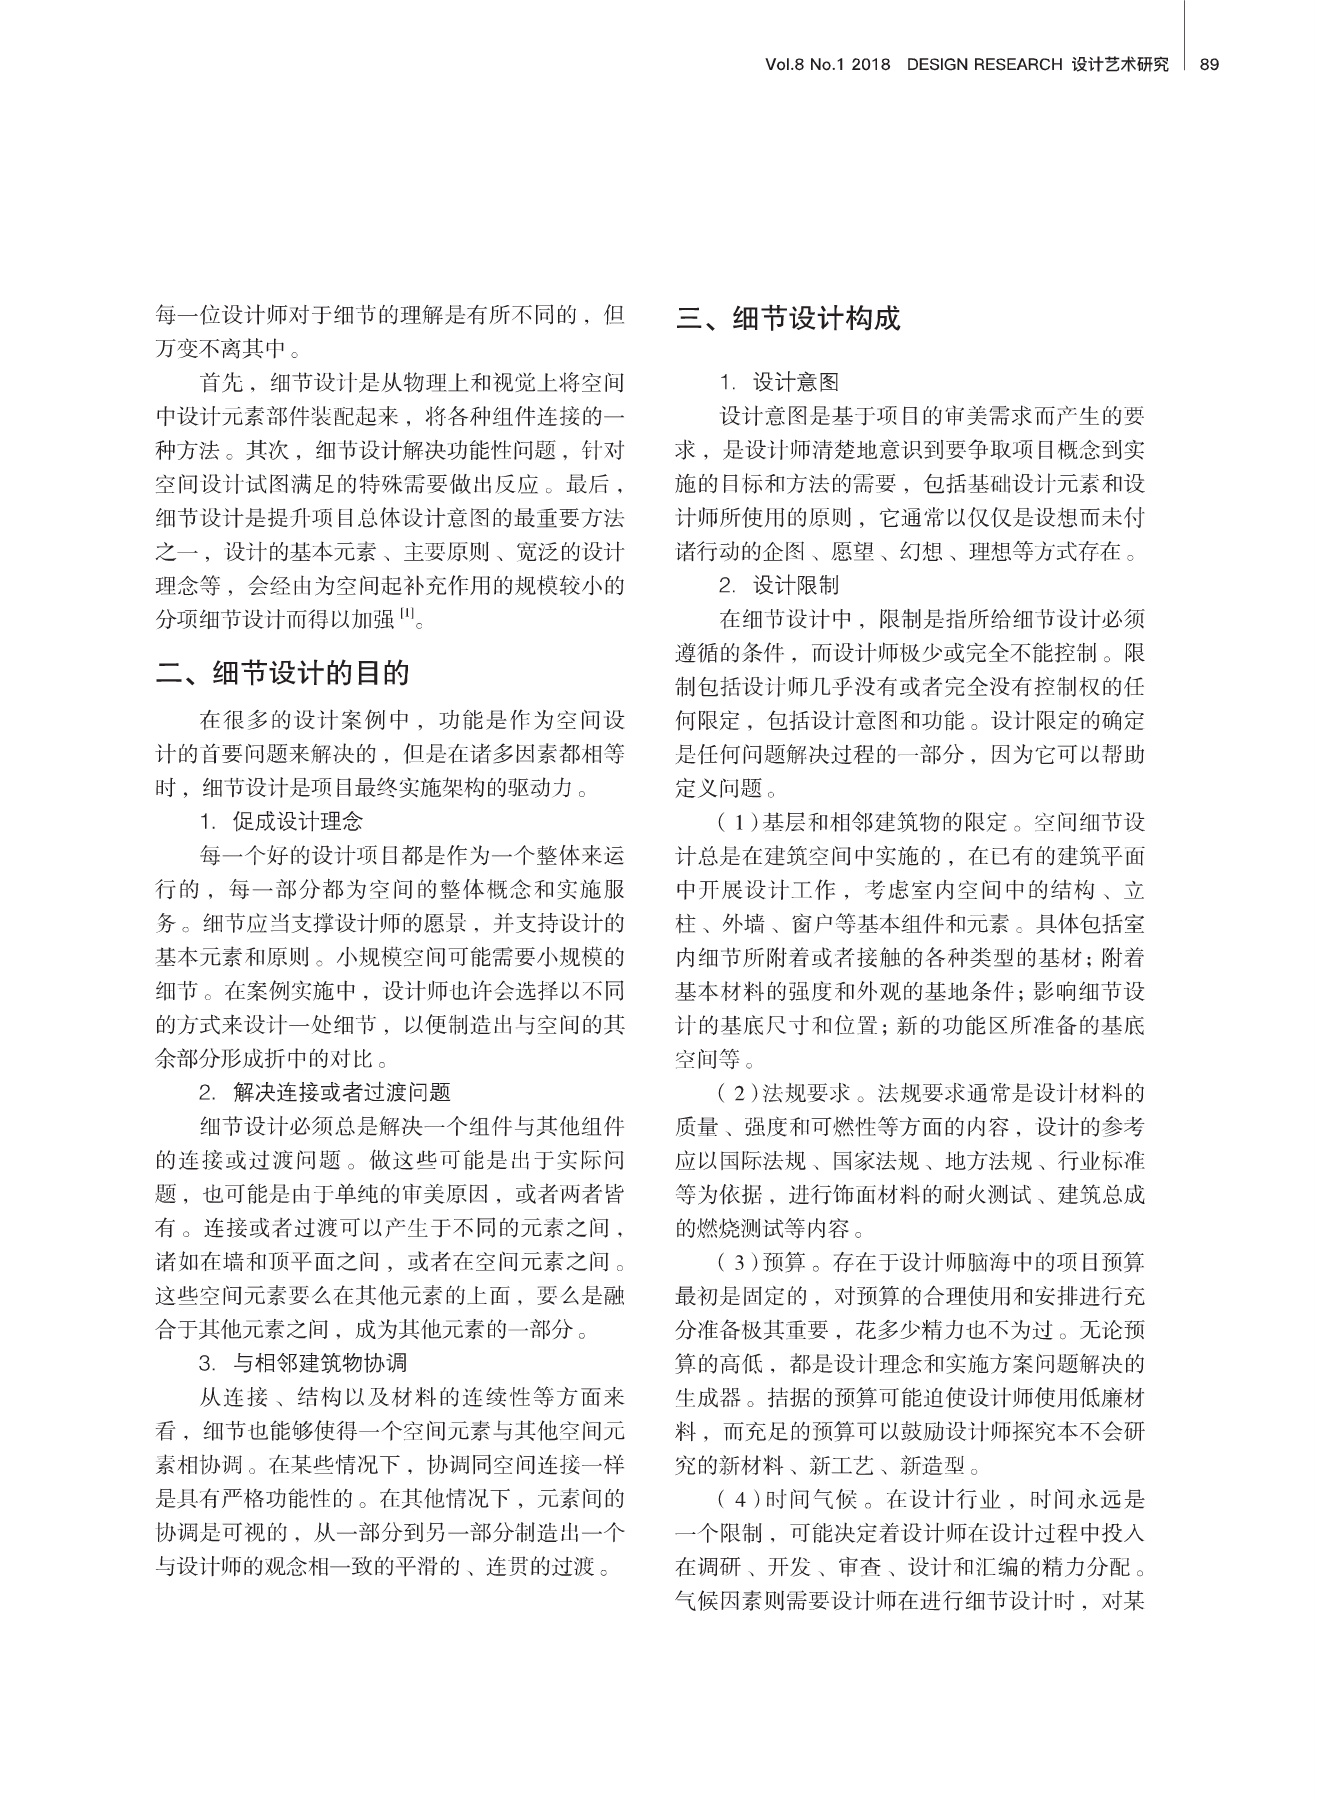 Vol.8 No.1 2018 DESIGN RESEARCH 设计艺术研究 89
每一位设计师对于细节的理解是有所不同的，但
万变不离其中。
首先，细节设计是从物理上和视觉上将空间
中设计元素部件装配起来，将各种组件连接的一
种方法。其次，细节设计解决功能性问题，针对
空间设计试图满足的特殊需要做出反应。最后，
细节设计是提升项目总体设计意图的最重要方法
之一，设计的基本元素、主要原则、宽泛的设计
理念等，会经由为空间起补充作用的规模较小的
分项细节设计而得以加强[1]。
二、细节设计的目的
在很多的设计案例中，功能是作为空间设
计的首要问题来解决的，但是在诸多因素都相等
时，细节设计是项目最终实施架构的驱动力。
1. 促成设计理念
每一个好的设计项目都是作为一个整体来运
行的，每一部分都为空间的整体概念和实施服
务。细节应当支撑设计师的愿景，并支持设计的
基本元素和原则。小规模空间可能需要小规模的
细节。在案例实施中，设计师也许会选择以不同
的方式来设计一处细节，以便制造出与空间的其
余部分形成折中的对比。
2. 解决连接或者过渡问题
细节设计必须总是解决一个组件与其他组件
的连接或过渡问题。做这些可能是出于实际问
题，也可能是由于单纯的审美原因，或者两者皆
有。连接或者过渡可以产生于不同的元素之间，
诸如在墙和顶平面之间，或者在空间元素之间。
这些空间元素要么在其他元素的上面，要么是融
合于其他元素之间，成为其他元素的一部分。
3. 与相邻建筑物协调
从连接、结构以及材料的连续性等方面来
看，细节也能够使得一个空间元素与其他空间元
素相协调。在某些情况下，协调同空间连接一样
是具有严格功能性的。在其他情况下，元素间的
协调是可视的，从一部分到另一部分制造出一个
与设计师的观念相一致的平滑的、连贯的过渡。
三、细节设计构成
1. 设计意图
设计意图是基于项目的审美需求而产生的要
求，是设计师清楚地意识到要争取项目概念到实
施的目标和方法的需要，包括基础设计元素和设
计师所使用的原则，它通常以仅仅是设想而未付
诸行动的企图、愿望、幻想、理想等方式存在。
2. 设计限制
在细节设计中，限制是指所给细节设计必须
遵循的条件，而设计师极少或完全不能控制。限
制包括设计师几乎没有或者完全没有控制权的任
何限定，包括设计意图和功能。设计限定的确定
是任何问题解决过程的一部分，因为它可以帮助
定义问题。
（1）基层和相邻建筑物的限定。空间细节设
计总是在建筑空间中实施的，在已有的建筑平面
中开展设计工作，考虑室内空间中的结构、立
柱、外墙、窗户等基本组件和元素。具体包括室
内细节所附着或者接触的各种类型的基材；附着
基本材料的强度和外观的基地条件；影响细节设
计的基底尺寸和位置；新的功能区所准备的基底
空间等。
（2）法规要求。法规要求通常是设计材料的
质量、强度和可燃性等方面的内容，设计的参考
应以国际法规、国家法规、地方法规、行业标准
等为依据，进行饰面材料的耐火测试、建筑总成
的燃烧测试等内容。
（3）预算。存在于设计师脑海中的项目预算
最初是固定的，对预算的合理使用和安排进行充
分准备极其重要，花多少精力也不为过。无论预
算的高低，都是设计理念和实施方案问题解决的
生成器。拮据的预算可能迫使设计师使用低廉材
料，而充足的预算可以鼓励设计师探究本不会研
究的新材料、新工艺、新造型。
（4）时间气候。在设计行业，时间永远是
一个限制，可能决定着设计师在设计过程中投入
在调研、开发、审查、设计和汇编的精力分配。
气候因素则需要设计师在进行细节设计时，对某